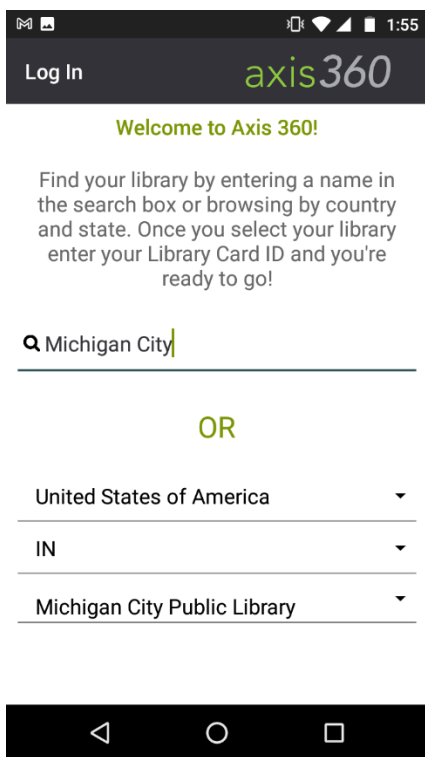 1:55
Log In
axis360
Welcome to Axis 360!
Find your library by entering a name in
the search box or browsing by country
and state. Once you select your library
enter your Library Card ID and you're
ready to go!
Michigan City
OR
United States of America
IN
Michigan City Public Library